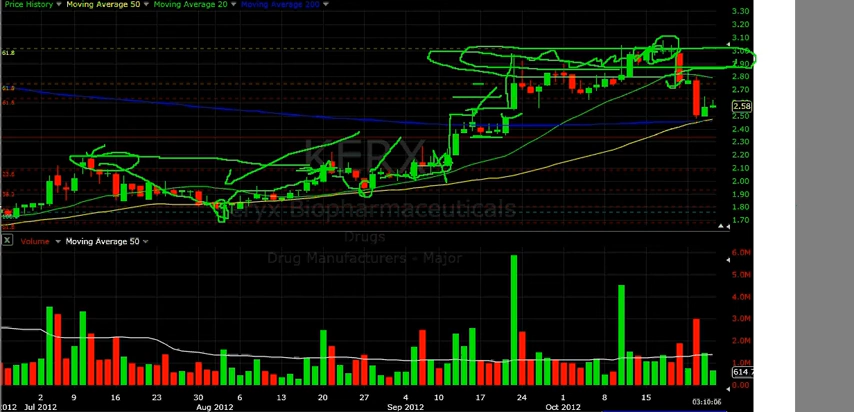 Price History Moving Average 50 Moving Average 20 Moving Average 200
3.30
3.20
3.10
3.00
61.8
2.90
2.80
2.70
2.58
2.50
2.40
2.30
2.20
2.10
2.00
1.90
1.80
1.70
KERX
Keryx Biopharmaceuticals
Drugs
Drug Manufacturers - Major
X Volume Moving Average 50
6.0M
5.0M
4.0M
3.0M
2.0M
1.0M
614.7
0.00
2 9 16 23 30 6 13 20 27 4 10 17 24 8 15
03:10:06
2012 Jul 2012 Aug 2012 Sep 2012 Oct 2012